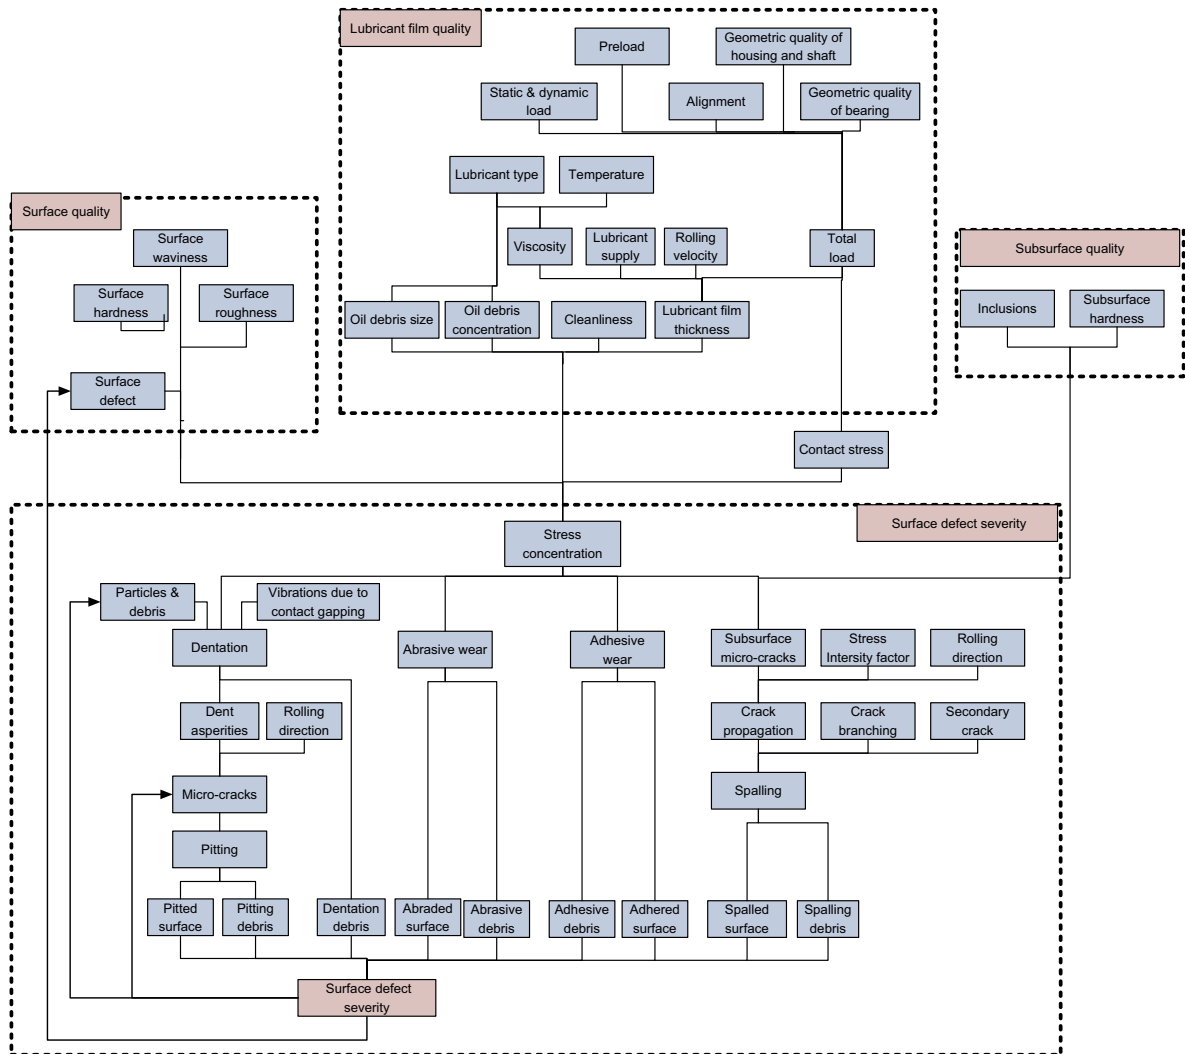 Lubricant film quality
Preload
Geometric quality of
housing and shaft
Static & dynamic
load
Alignment
Geometric quality
of bearing
Lubricant type
Temperature
Surface quality
Surface
waviness
Viscosity
Lubricant
supply
Rolling
velocity
Total
load
Subsurface quality
Surface
hardness
Surface
roughness
Oil debris size
Oil debris
concentration
Cleanliness
Lubricant film
thickness
Inclusions
Subsurface
hardness
Surface
defect
Contact stress
Surface defect severity
Stress
concentration
Particles &
debris
Vibrations due to
contact gapping
Dentation
Abrasive wear
Adhesive
wear
Subsurface
micro-cracks
Stress
Intersity factor
Rolling
direction
Dent
asperities
Rolling
direction
Crack
propagation
Crack
branching
Secondary
crack
Micro-cracks
Spalling
Pitting
Pitted
surface
Pitting
debris
Dentation
debris
Abraded
surface
Abrasive
debris
Adhesive
debris
Adhered
surface
Spalled
surface
Spalling
debris
Surface defect
severity